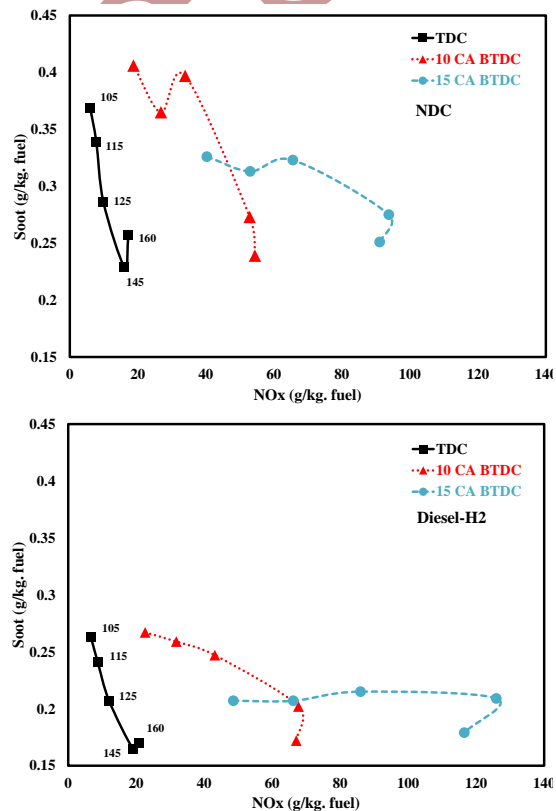 0.45
0.4
0.35
0.3
0.25
0.2
0.15
0 20 40 60 80 100 120 140
Soot (g/kg. fuel)
NOx (g/kg. fuel)
TDC
10 CA BTDC
15 CA BTDC
NDC
105
115
125
160
145
0.45
0.4
0.35
0.3
0.25
0.2
0.15
0 20 40 60 80 100 120 140
Soot (g/kg. fuel)
NOx (g/kg. fuel)
TDC
10 CA BTDC
15 CA BTDC
Diesel-H2
105
115
125
160
145